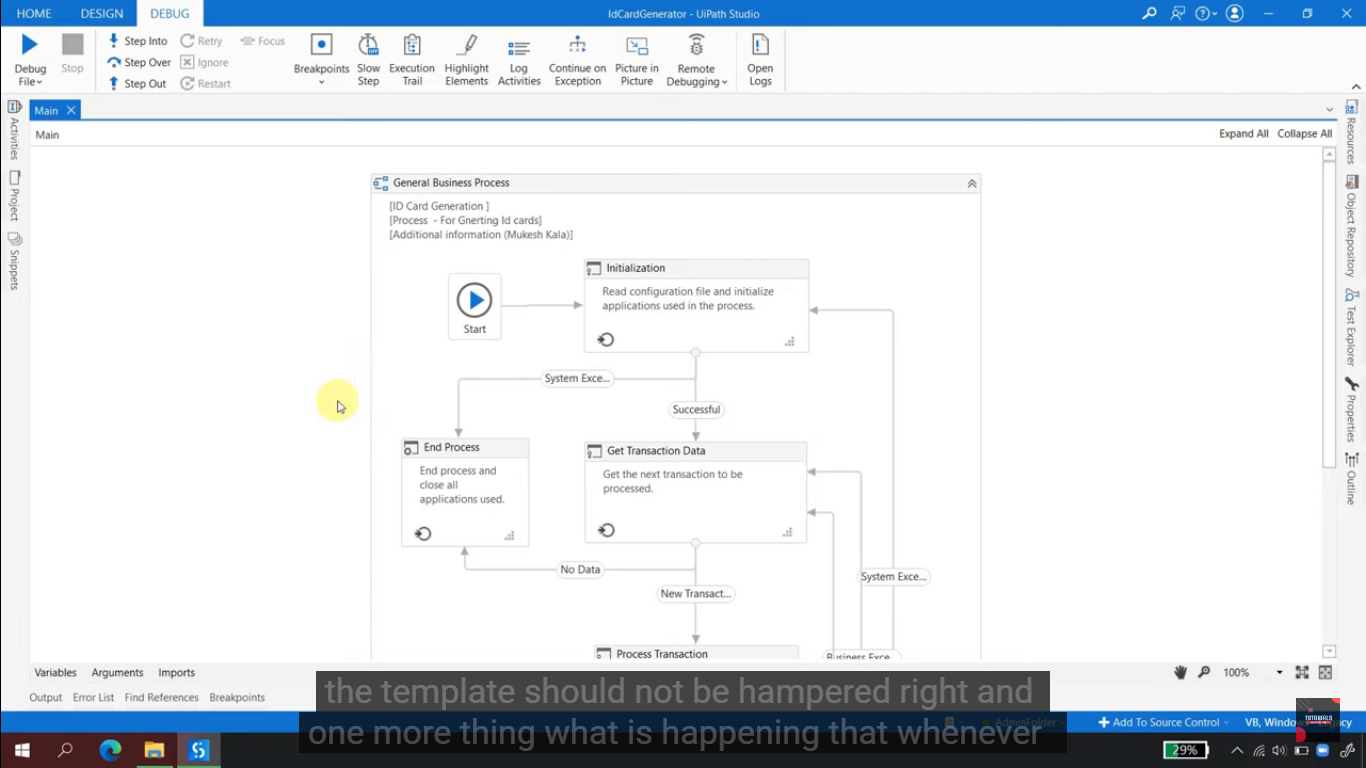 HOME DESIGN DEBUG IdCardGenerator - UiPath Studio
Debug File
Stop
Step Into
Step Over
Step Out
Retry
Ignore
Restart
Focus
Breakpoints
Slow Step
Execution Trail
Highlight Elements
Log Activities
Continue on Exception
Picture in Picture
Remote Debugging
Open Logs
Main
Main Expand All Collapse All
Activities
Project
Snippets
Resources
Object Repository
Test Explorer
Properties
Outline
General Business Process
[ID Card Generation ]
[Process - For Gnerting Id cards]
[Additional information (Mukesh Kala)]
Start
Initialization
Read configuration file and initialize
applications used in the process.
System Exce...
Successful
End Process
End process and
close all
applications used.
Get Transaction Data
Get the next transaction to be
processed.
No Data
New Transact...
System Exce...
Process Transaction
Business Exce...
Variables Arguments Imports 100%
Output Error List Find References Breakpoints
the template should not be hampered right and
one more thing what is happening that whenever
AdminFolder
Add To Source Control VB, Window
TUTORIALS
29%